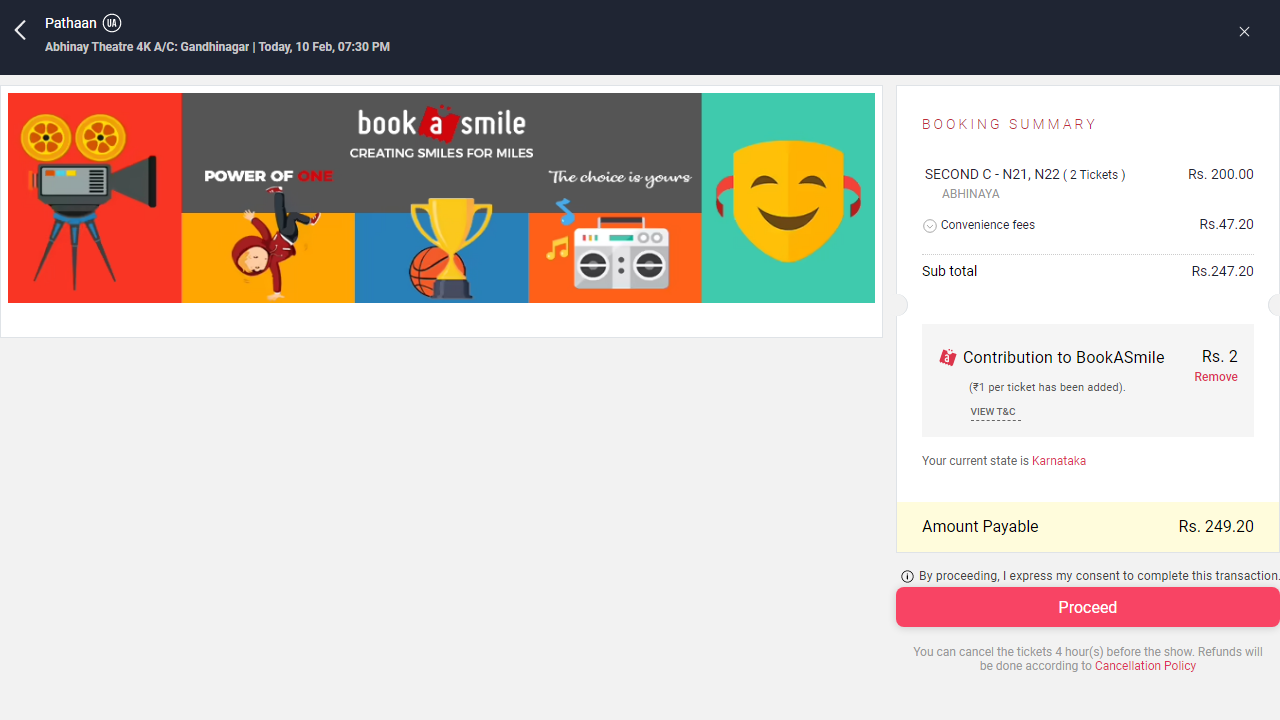 Pathaan UA
Abhinay Theatre 4K A/C: Gandhinagar | Today, 10 Feb, 07:30 PM
book a smile
CREATING SMILES FOR MILES
POWER OF ONE
The choice is yours
BOOKING SUMMARY
SECOND C - N21, N22 ( 2 Tickets ) Rs. 200.00
ABHINAYA
Convenience fees Rs.47.20
Sub total Rs.247.20
a Contribution to BookASmile Rs. 2
Remove
(₹1 per ticket has been added).
VIEW T&C
Your current state is Karnataka
Amount Payable Rs. 249.20
By proceeding, I express my consent to complete this transaction.
Proceed
You can cancel the tickets 4 hour(s) before the show. Refunds will
be done according to Cancellation Policy